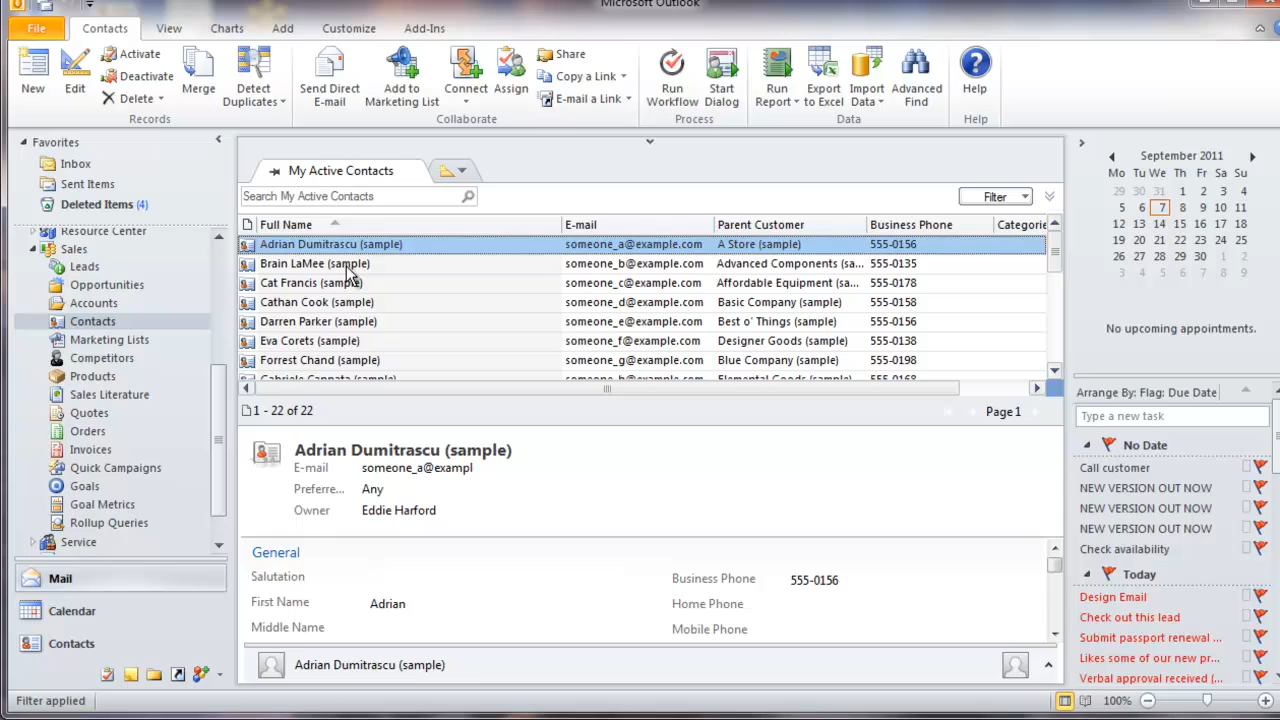 Microsoft Outlook
File Contacts View Charts Add Customize Add-Ins
New
Edit
Activate
Deactivate
Delete
Merge
Detect
Duplicates
Records
Send Direct
E-mail
Add to
Marketing List
Connect
Assign
Share
Copy a Link
E-mail a Link
Collaborate
Run
Workflow
Start
Dialog
Process
Run
Report
Export
to Excel
Import
Data
Advanced
Find
Data
Help
Help
Favorites
Inbox
Sent Items
Deleted Items (4)
Resource Center
Sales
Leads
Opportunities
Accounts
Contacts
Marketing Lists
Competitors
Products
Sales Literature
Quotes
Orders
Invoices
Quick Campaigns
Goals
Goal Metrics
Rollup Queries
Service
Mail
Calendar
Contacts
My Active Contacts
Search My Active Contacts
Filter
Full Name E-mail Parent Customer Business Phone Categorie
Adrian Dumitrascu (sample) someone_a@example.com A Store (sample) 555-0156
Brain LaMee (sample) someone_b@example.com Advanced Components (sa... 555-0135
Cat Francis (sample) someone_c@example.com Affordable Equipment (sam... 555-0178
Cathan Cook (sample) someone_d@example.com Basic Company (sample) 555-0158
Darren Parker (sample) someone_e@example.com Best o' Things (sample) 555-0156
Eva Corets (sample) someone_f@example.com Designer Goods (sample) 555-0138
Forrest Chand (sample) someone_g@example.com Blue Company (sample) 555-0198
Gabriele Cannata (sample) someone_h@example.com Elemental Goods (sample) 555-0168
1 - 22 of 22
Page 1
Adrian Dumitrascu (sample)
E-mail someone_a@exampl
Preferre... Any
Owner Eddie Harford
General
Salutation
Business Phone 555-0156
First Name Adrian
Home Phone
Middle Name
Mobile Phone
Adrian Dumitrascu (sample)
September 2011
Mo Tu We Th Fr Sa Su
29 30 31 1 2 3 4
5 6 7 8 9 10 11
12 13 14 15 16 17 18
19 20 21 22 23 24 25
26 27 28 29 30 1 2
3 4 5 6 7 8 9
No upcoming appointments.
Arrange By: Flag: Due Date
Type a new task
No Date
Call customer
NEW VERSION OUT NOW
NEW VERSION OUT NOW
NEW VERSION OUT NOW
Check availability
Today
Design Email
Check out this lead
Submit passport renewal ...
Likes some of our new pr...
Verbal approval received (...
Filter applied
100%